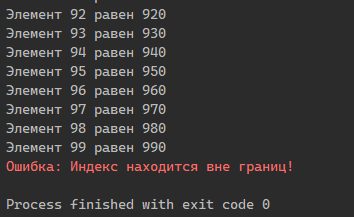 Элемент 92 равен 920
Элемент 93 равен 930
Элемент 94 равен 940
Элемент 95 равен 950
Элемент 96 равен 960
Элемент 97 равен 970
Элемент 98 равен 980
Элемент 99 равен 990
Ошибка: Индекс находится вне границ!
Process finished with exit code 0